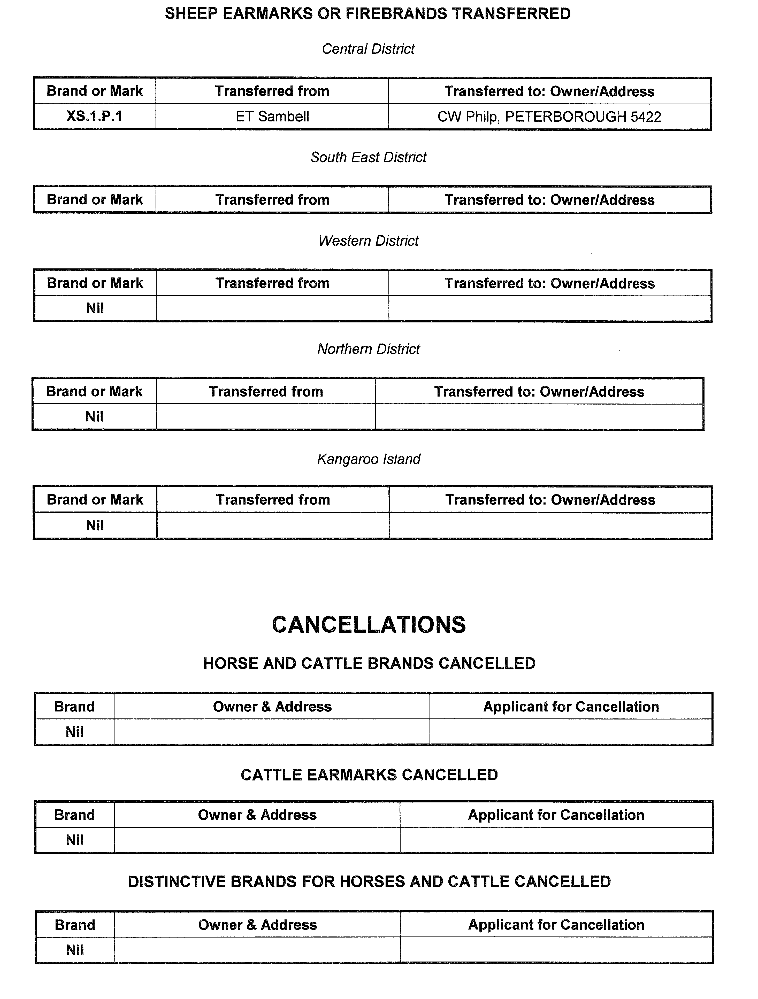 SHEEP EARMARKS OR FIREBRANDS TRANSFERRED
Central District
Brand or Mark Transferred from Transferred to: Owner/Address
XS.1.P.1 ET Sambell CW Philp, PETERBOROUGH 5422
South East District
Brand or Mark Transferred from Transferred to: Owner/Address
Western District
Brand or Mark Transferred from Transferred to: Owner/Address
Nil
Northern District
Brand or Mark Transferred from Transferred to: Owner/Address
Nil
Kangaroo Island
Brand or Mark Transferred from Transferred to: Owner/Address
Nil
CANCELLATIONS
HORSE AND CATTLE BRANDS CANCELLED
Brand Owner & Address Applicant for Cancellation
Nil
CATTLE EARMARKS CANCELLED
Brand Owner & Address Applicant for Cancellation
Nil
DISTINCTIVE BRANDS FOR HORSES AND CATTLE CANCELLED
Brand Owner & Address Applicant for Cancellation
Nil